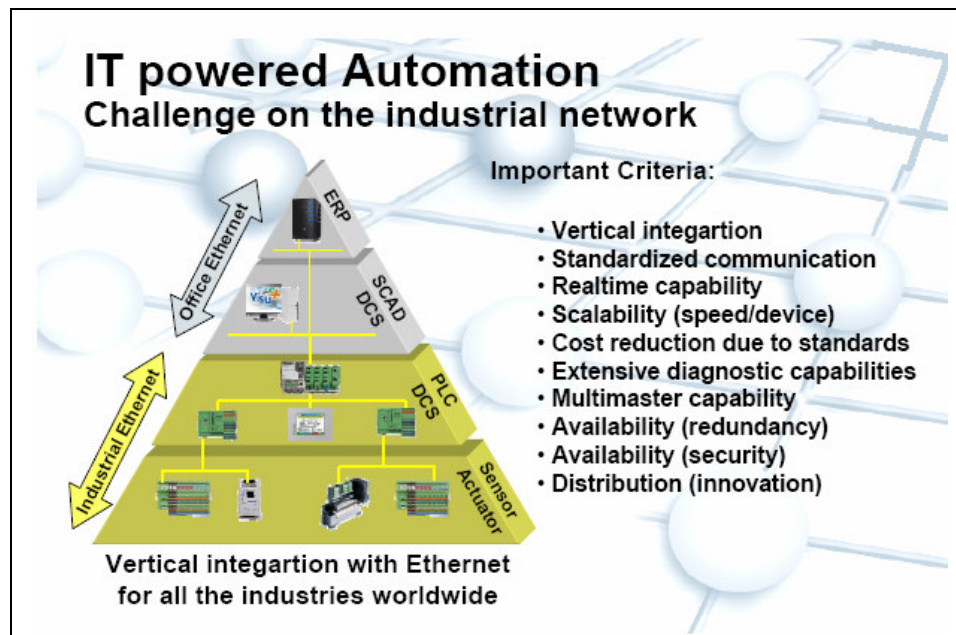 IT powered Automation
Challenge on the industrial network
Important Criteria:
• Vertical integartion
• Standardized communication
• Realtime capability
• Scalability (speed/device)
• Cost reduction due to standards
• Extensive diagnostic capabilities
• Multimaster capability
• Availability (redundancy)
• Availability (security)
• Distribution (innovation)
Office Ethernet
Industrial Ethernet
ERP
SCAD
DCS
Visu+
PLC
DCS
Sensor
Actuator
Vertical integartion with Ethernet
for all the industries worldwide